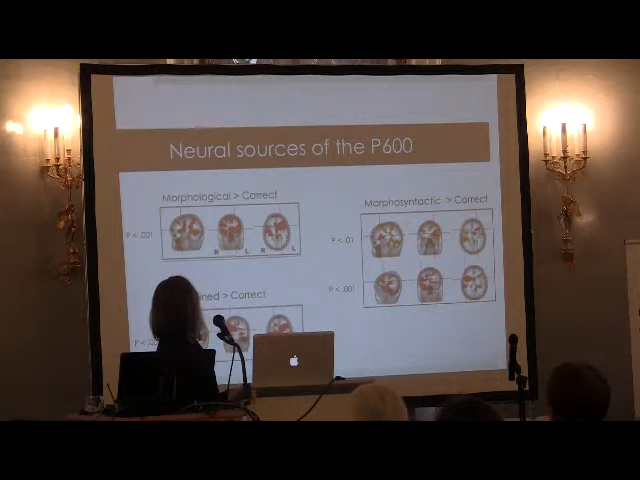 Neural sources of the P600
Morphological > Correct
P < .001
R L R L
Morphosyntactic > Correct
P < .01
P < .001
ned > Correct